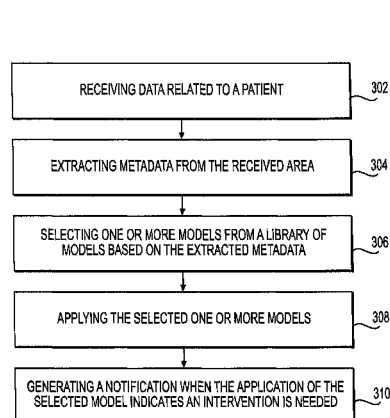 RECEIVING DATA RELATED TO A PATIENT
302
EXTRACTING METADATA FROM THE RECEIVED AREA
304
SELECTING ONE OR MORE MODELS FROM A LIBRARY OF
MODELS BASED ON THE EXTRACTED METADATA
306
APPLYING THE SELECTED ONE OR MORE MODELS
308
GENERATING A NOTIFICATION WHEN THE APPLICATION OF THE
SELECTED MODEL INDICATES AN INTERVENTION IS NEEDED
310